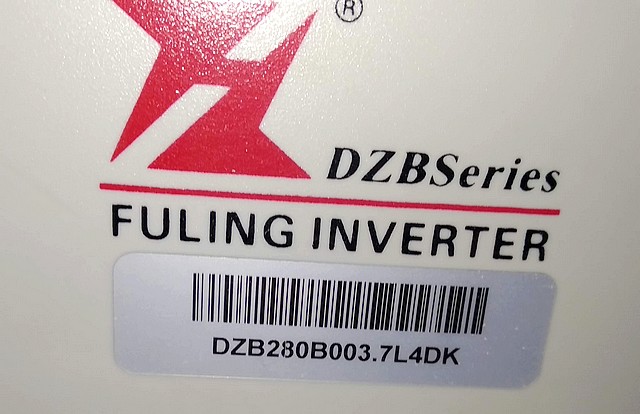 ®
DZBSeries
FULING INVERTER
DZB280B003.7L4DK